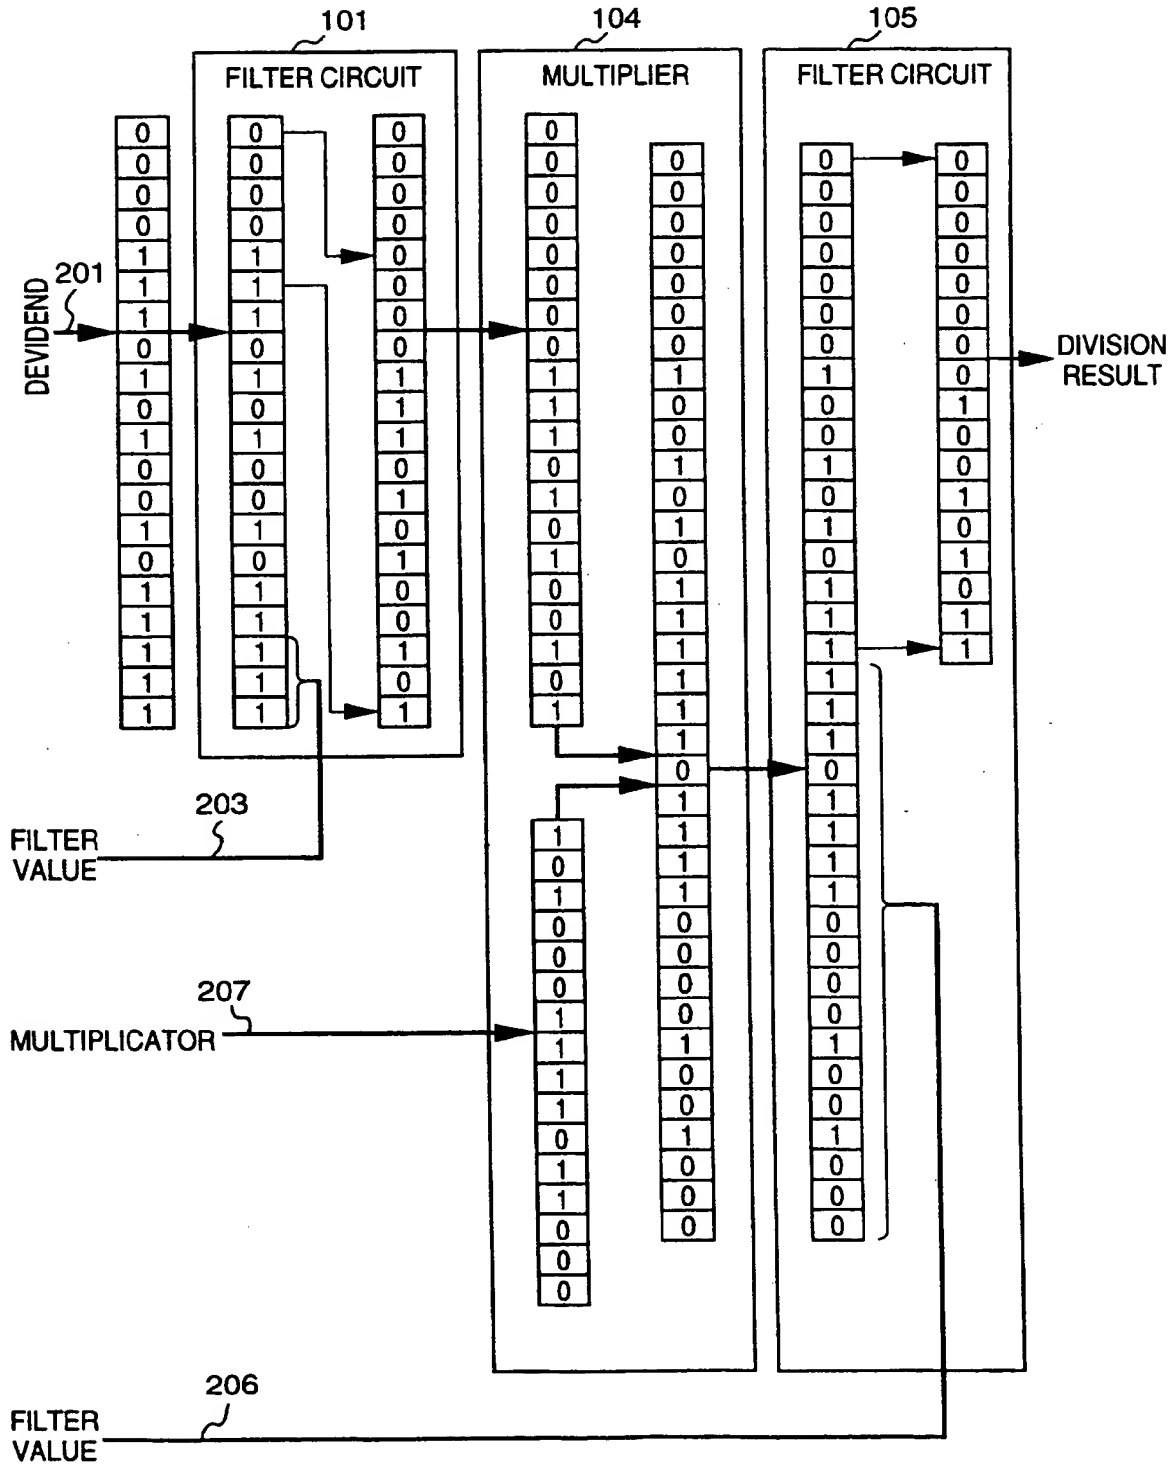 101
104
105
FILTER CIRCUIT
MULTIPLIER
FILTER CIRCUIT
DEVIDEND
201
0 0 0 0 1 1 1 0 1 0 1 0 0 1 0 1 1 1 1 1
0 0 0 0 1 1 1 0 1 0 1 0 0 1 0 1 1 1 1 1
0 0 0 0 0 0 0 0 1 1 1 0 1 0 1 0 0 1 0 1
0 0 0 0 0 0 0 0 1 1 1 0 1 0 1 0 0 1 0 1
1 0 1 0 0 0 1 1 1 1 0 1 1 0 0 0
0 0 0 0 0 0 0 1 0 0 1 0 1 0 1 1 1 1 1 1 0 1 1 1 1 0 0 0 0 1 0 0 1 0 0 0
0 0 0 0 0 0 0 1 0 0 1 0 1 0 1 1 1 1 1 1 0 1 1 1 1 0 0 0 0 1 0 0 1 0 0 0
0 0 0 0 0 0 0 0 1 0 0 1 0 1 0 1 1
DIVISION
RESULT
203
FILTER
VALUE
207
MULTIPLICATOR
206
FILTER
VALUE